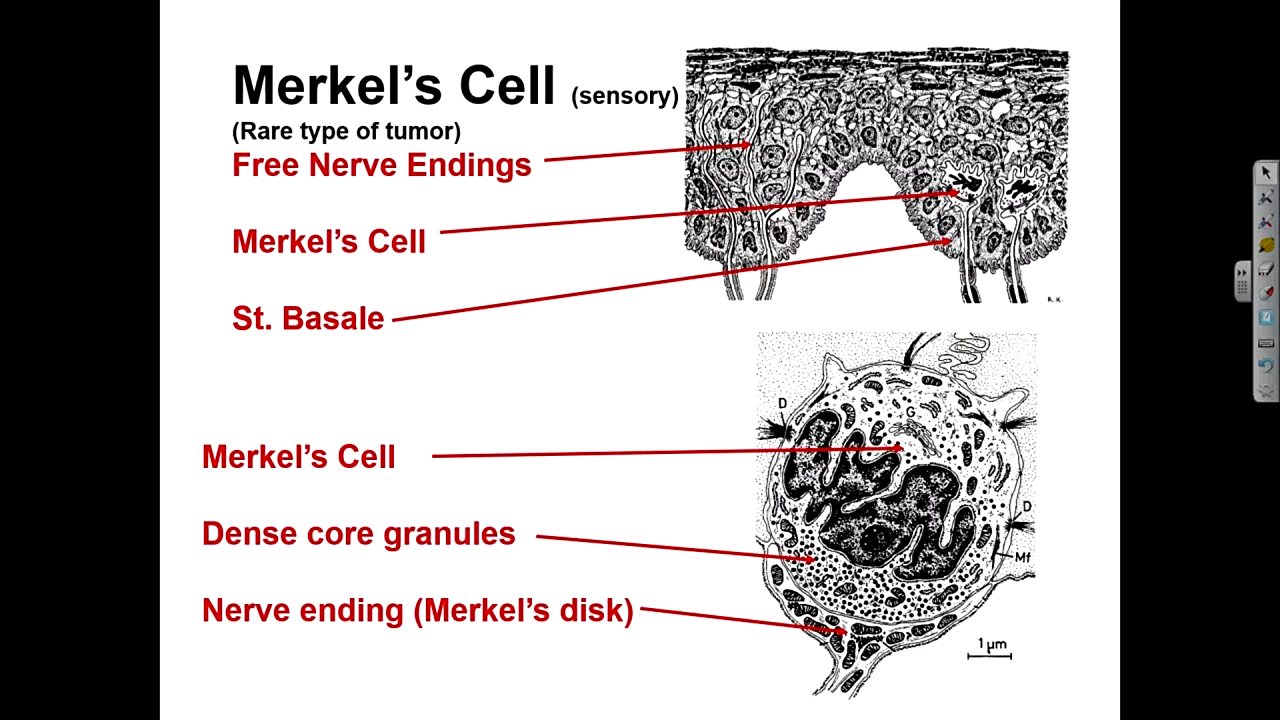 Merkel’s Cell (sensory)
(Rare type of tumor)
Free Nerve Endings
Merkel’s Cell
St. Basale
R.K.
Merkel’s Cell
Dense core granules
Nerve ending (Merkel’s disk)
D
G
D
Mf
1 µm